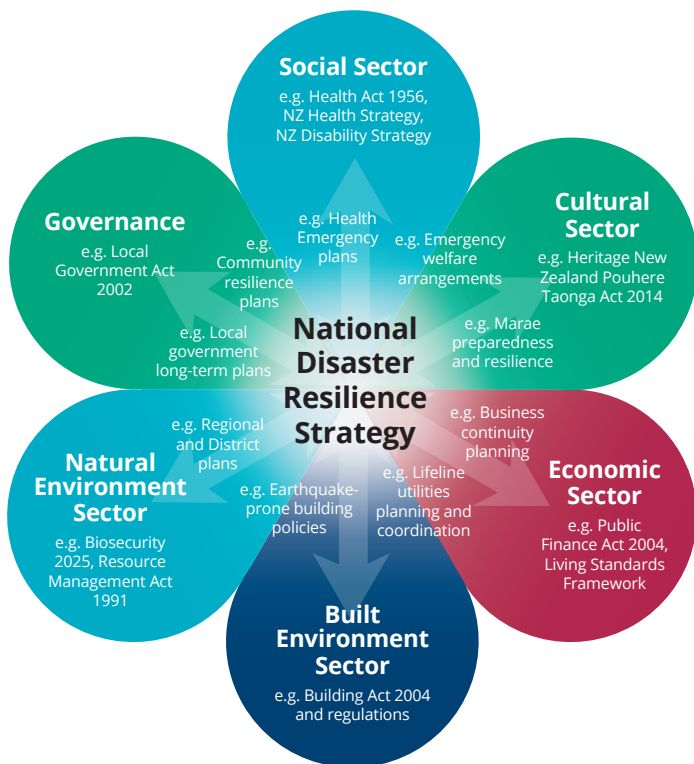 Social Sector
e.g. Health Act 1956,
NZ Health Strategy,
NZ Disability Strategy
Governance
e.g. Local
Government Act
2002
Cultural
Sector
e.g. Heritage New
Zealand Pouhere
Taonga Act 2014
e.g. Health
Emergency
plans
e.g.
Community
resilience
plans
e.g. Emergency
welfare
arrangements
e.g. Local
government
long-term plans
e.g. Marae
preparedness
and resilience
National
Disaster
Resilience
Strategy
e.g. Regional
and District
plans
e.g. Business
continuity
planning
e.g. Earthquake-
prone building
policies
e.g. Lifeline
utilities
planning and
coordination
Natural
Environment
Sector
e.g. Biosecurity
2025, Resource
Management Act
1991
Economic
Sector
e.g. Public
Finance Act 2004,
Living Standards
Framework
Built
Environment
Sector
e.g. Building Act 2004
and regulations